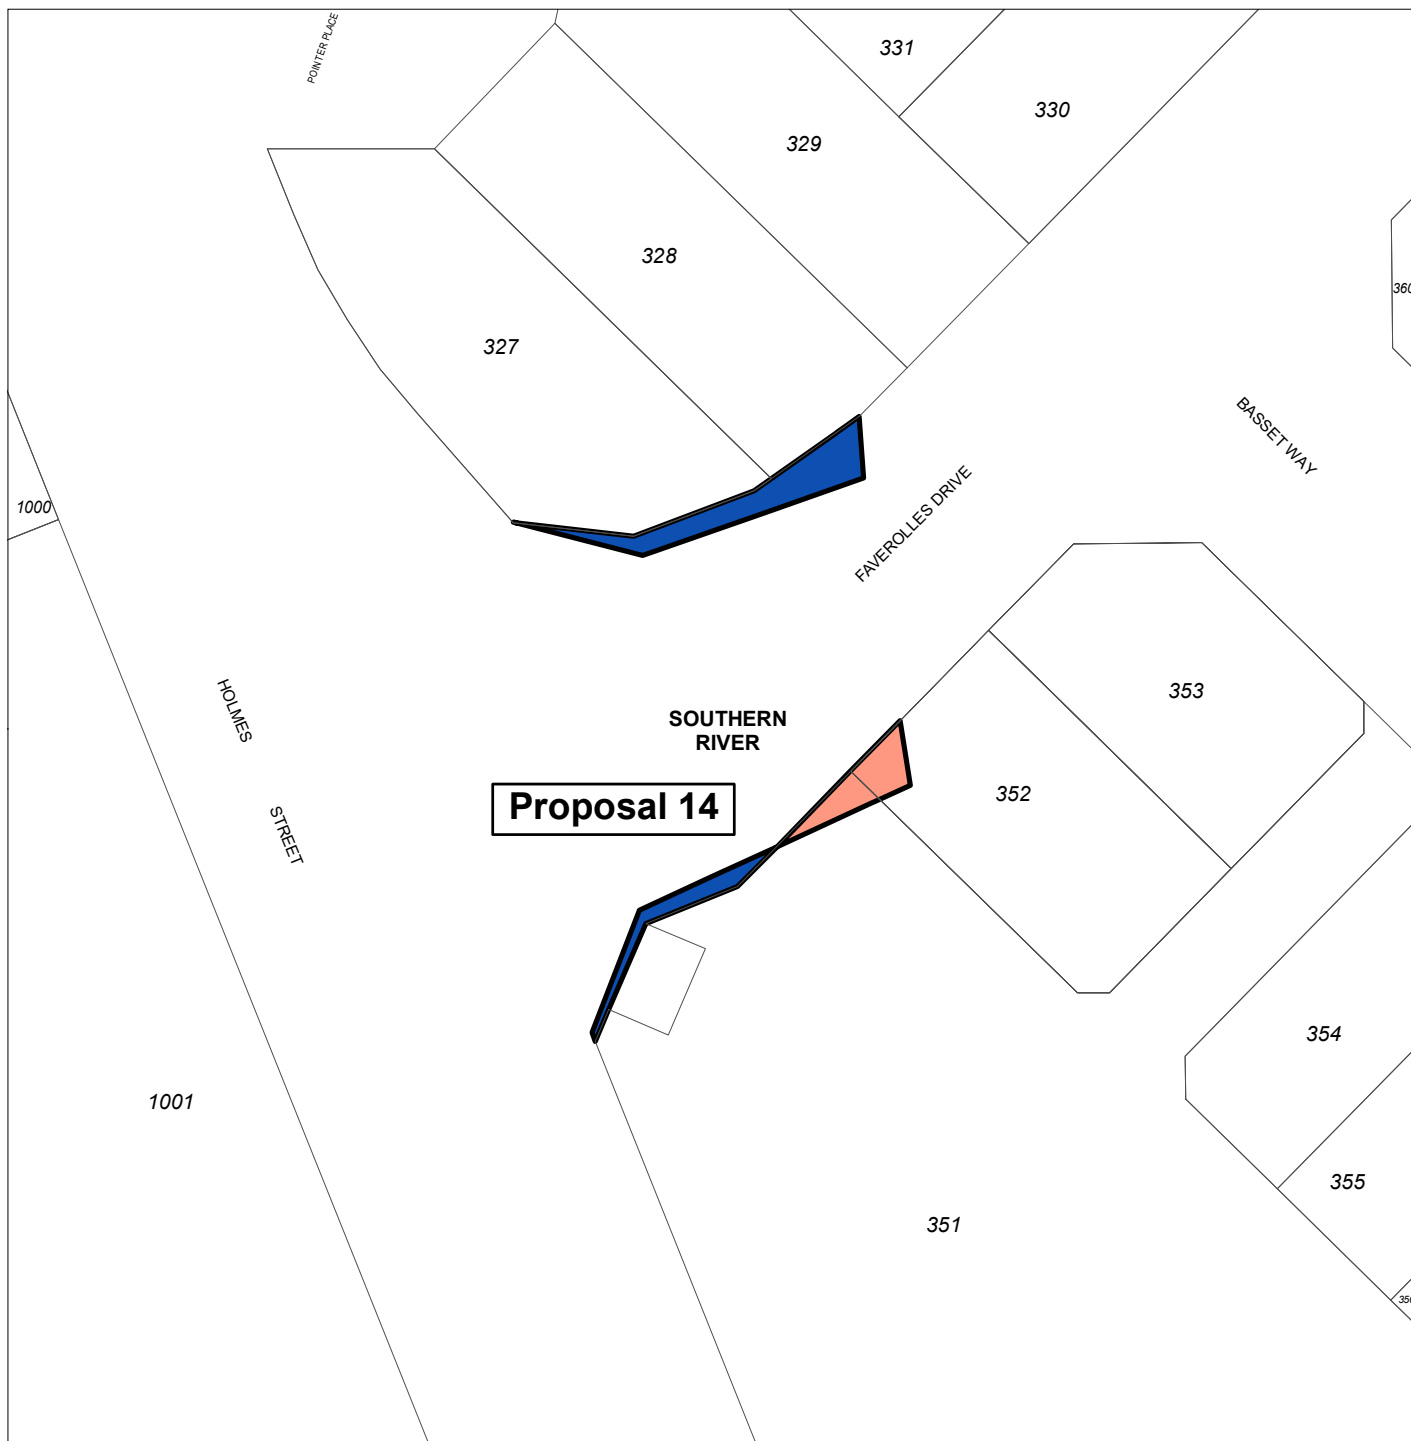 POINTER PLACE
331
330
329
328
327
360
BASSET WAY
1000
FAVEROLLES DRIVE
HOLMES
STREET
SOUTHERN
RIVER
353
352
Proposal 14
354
1001
355
351